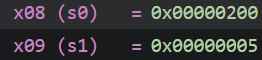 x08 (s0)   = 0x00000200
x09 (s1)   = 0x00000005